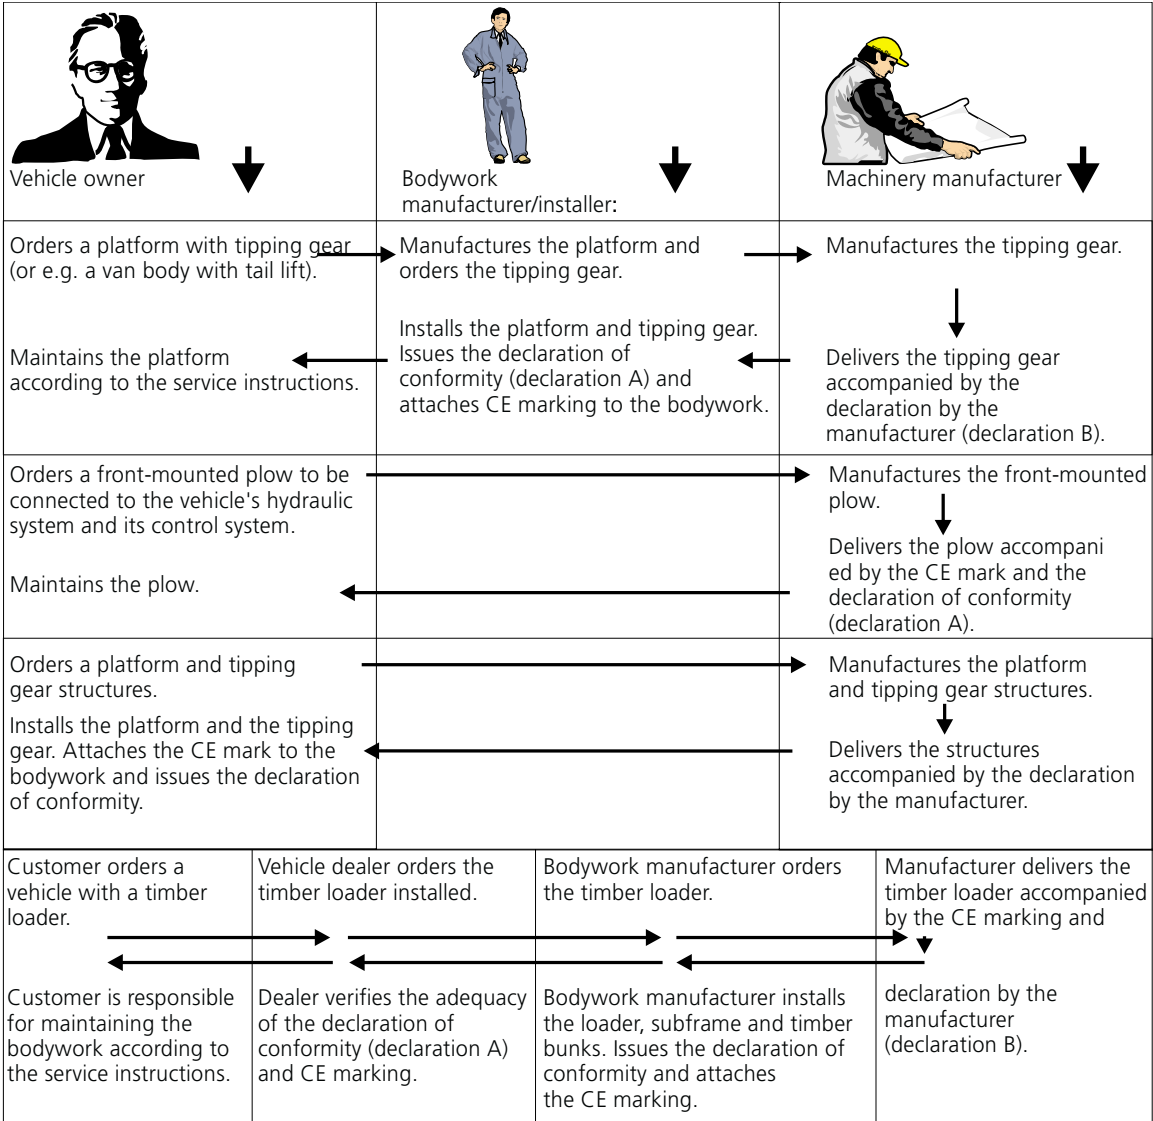 Vehicle owner
Bodywork
manufacturer/installer:
Machinery manufacturer
Orders a platform with tipping gear
(or e.g. a van body with tail lift).
Manufactures the platform and
orders the tipping gear.
Manufactures the tipping gear.
Maintains the platform
according to the service instructions.
Installs the platform and tipping gear.
Issues the declaration of
conformity (declaration A) and
attaches CE marking to the bodywork.
Delivers the tipping gear
accompanied by the
declaration by the
manufacturer (declaration B).
Orders a front-mounted plow to be
connected to the vehicle's hydraulic
system and its control system.
Manufactures the front-mounted
plow.
Maintains the plow.
Delivers the plow accompani
ed by the CE mark and the
declaration of conformity
(declaration A).
Orders a platform and tipping
gear structures.
Manufactures the platform
and tipping gear structures.
Installs the platform and the tipping
gear. Attaches the CE mark to the
bodywork and issues the declaration
of conformity.
Delivers the structures
accompanied by the declaration
by the manufacturer.
Customer orders a
vehicle with a timber
loader.
Vehicle dealer orders the
timber loader installed.
Bodywork manufacturer orders
the timber loader.
Manufacturer delivers the
timber loader accompanied
by the CE marking and
Customer is responsible
for maintaining the
bodywork according to
the service instructions.
Dealer verifies the adequacy
of the declaration of
conformity (declaration A)
and CE marking.
Bodywork manufacturer installs
the loader, subframe and timber
bunks. Issues the declaration of
conformity and attaches
the CE marking.
declaration by the
manufacturer
(declaration B).